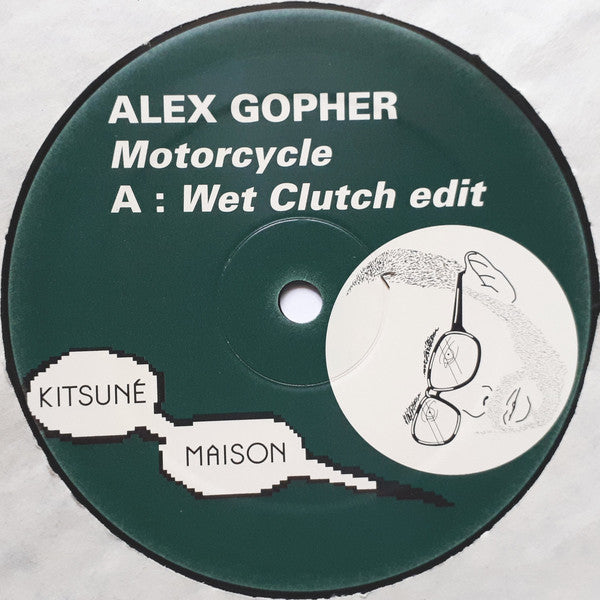 ALEX GOPHER
Motorcycle
A : Wet Clutch edit
KITSUNÉ
MAISON